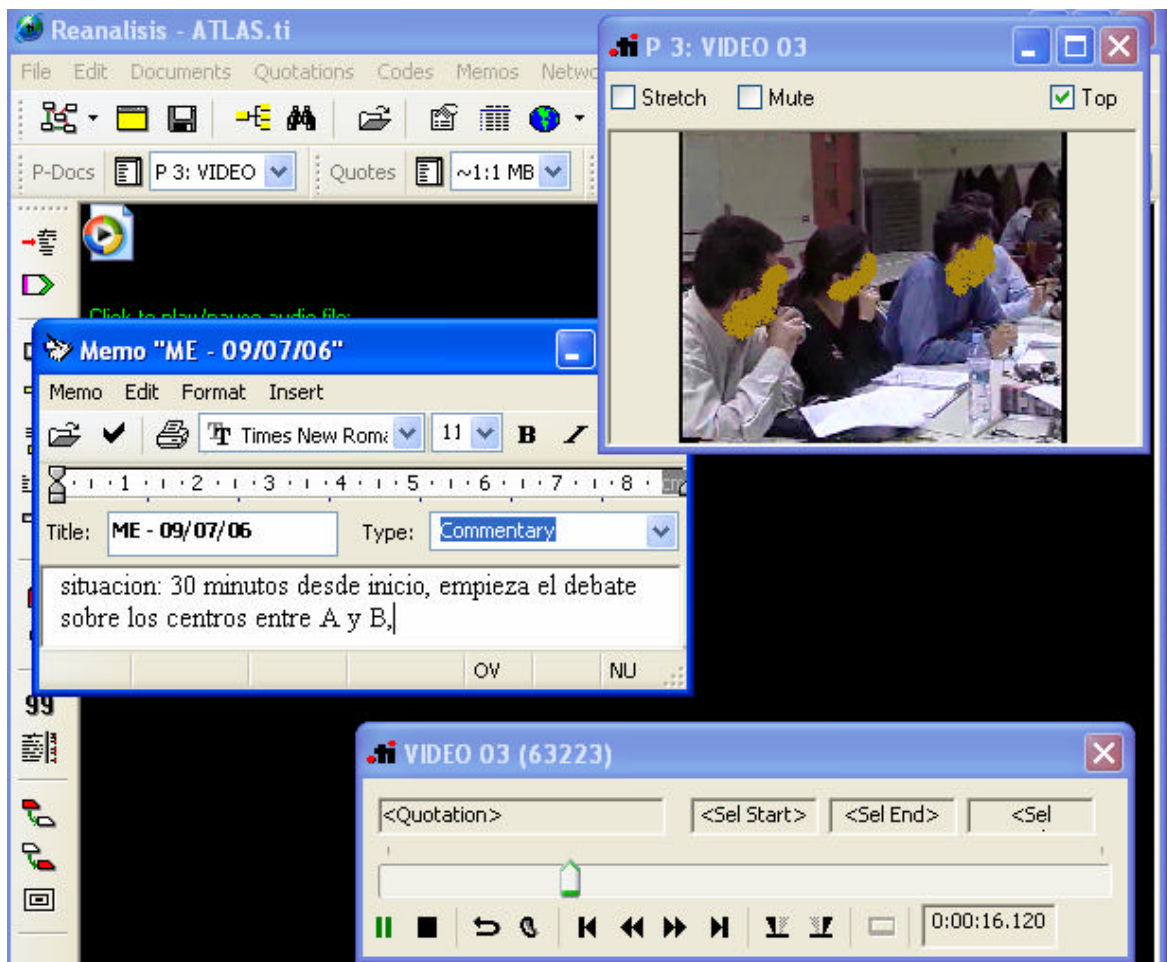 Reanalisis - ATLAS.ti
File Edit Documents Quotations Codes Memos
P-Docs P 3: VIDEO Quotes ~1:1 MB
.ti P 3: VIDEO 03
Stretch Mute Top
Click to play/pause audio file:
Memo "ME - 09/07/06"
Memo Edit Format Insert
Times New Rom 11 B I
1 2 3 4 5 6 7 8
Title: ME - 09/07/06 Type: Commentary
situacion: 30 minutos desde inicio, empieza el debate
sobre los centros entre A y B,
OV NU
99
.ti VIDEO 03 (63223)
<Quotation> <Sel Start> <Sel End> <Sel
0:00:16.120